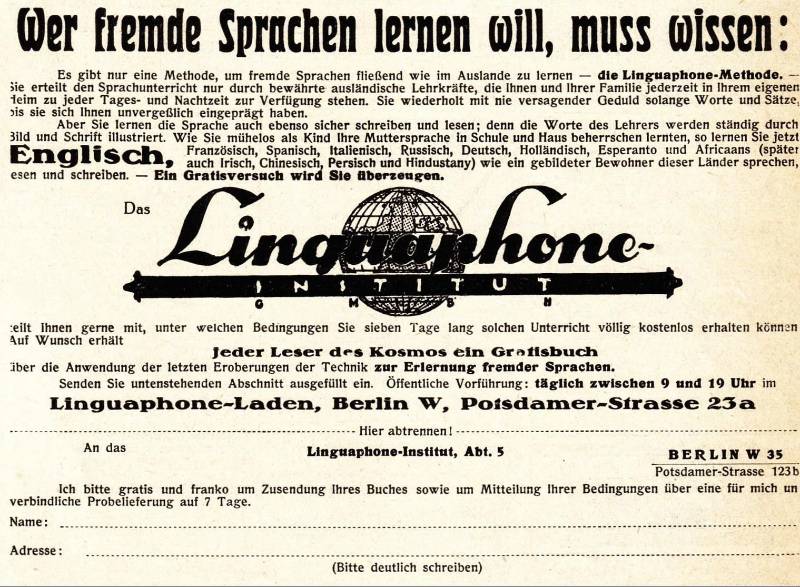 Wer fremde Sprachen lernen will, muss wissen:
Es gibt nur eine Methode, um fremde Sprachen fließend wie im Auslande zu lernen — die Linguaphone-Methode. —
Sie erteilt den Sprachunterricht nur durch bewährte ausländische Lehrkräfte, die Ihnen und Ihrer Familie jederzeit in Ihrem eigenen
Heim zu jeder Tages- und Nachtzeit zur Verfügung stehen. Sie wiederholt mit nie versagender Geduld solange Worte und Sätze,
bis sie sich Ihnen unvergeßlich eingeprägt haben.
Aber Sie lernen die Sprache auch ebenso sicher schreiben und lesen; denn die Worte des Lehrers werden ständig durch
Bild und Schrift illustriert. Wie Sie mühelos als Kind Ihre Muttersprache in Schule und Haus beherrschen lernten, so lernen Sie jetzt
Englisch, Französisch, Spanisch, Italienisch, Russisch, Deutsch, Holländisch, Esperanto und Africaans (später
auch Irisch, Chinesisch, Persisch und Hindustany) wie ein gebildeter Bewohner dieser Länder sprechen,
lesen und schreiben. — Ein Gratisversuch wird Sie überzeugen.
Das
Linguaphone-
INSTITUT
G M B H
teilt Ihnen gerne mit, unter welchen Bedingungen Sie sieben Tage lang solchen Unterricht völlig kostenlos erhalten können
Auf Wunsch erhält
Jeder Leser des Kosmos ein Gratisbuch
über die Anwendung der letzten Eroberungen der Technik zur Erlernung fremder Sprachen.
Senden Sie untenstehenden Abschnitt ausgefüllt ein. Öffentliche Vorführung: täglich zwischen 9 und 19 Uhr im
Linguaphone-Laden, Berlin W, Potsdamer-Strasse 23a
Hier abtrennen!
An das Linguaphone-Institut, Abt. 5 BERLIN W 35
Potsdamer-Strasse 123b
Ich bitte gratis und franko um Zusendung Ihres Buches sowie um Mitteilung Ihrer Bedingungen über eine für mich un
verbindliche Probelieferung auf 7 Tage.
Name:
Adresse:
(Bitte deutlich schreiben)